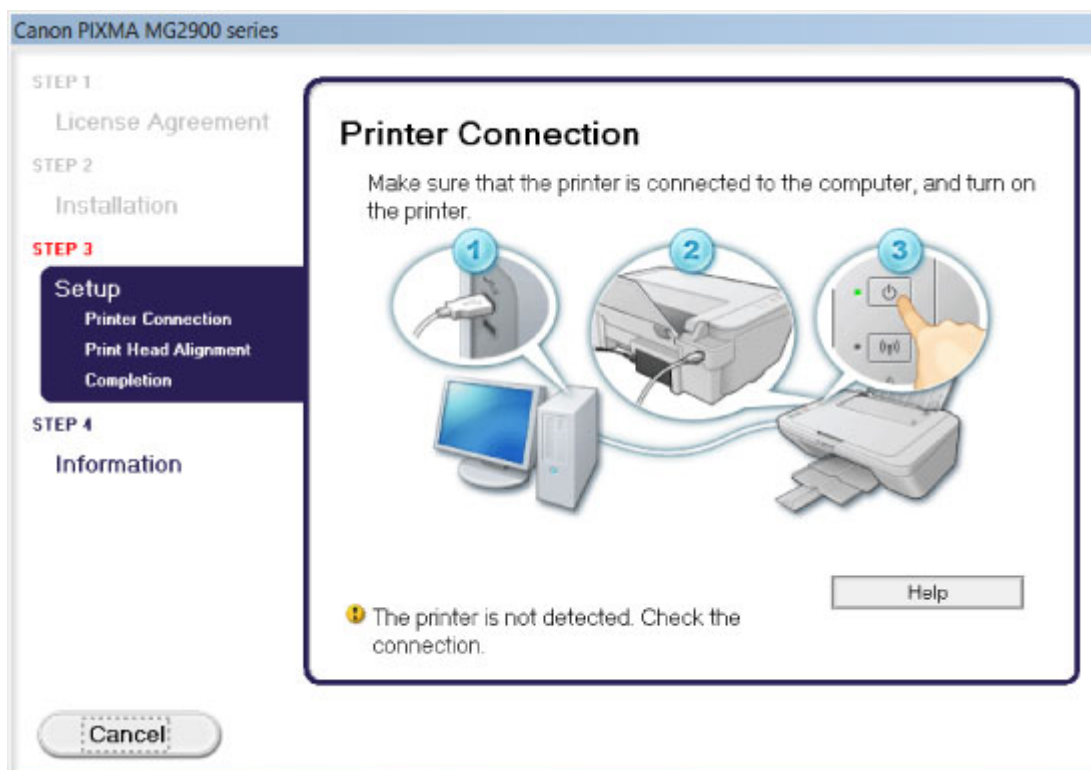 Canon PIXMA MG2900 series
STEP 1
License Agreement
STEP 2
Installation
STEP 3
Setup
Printer Connection
Print Head Alignment
Completion
STEP 4
Information
Printer Connection
Make sure that the printer is connected to the computer, and turn on
the printer.
1
2
3
Help
The printer is not detected. Check the
connection.
Cancel